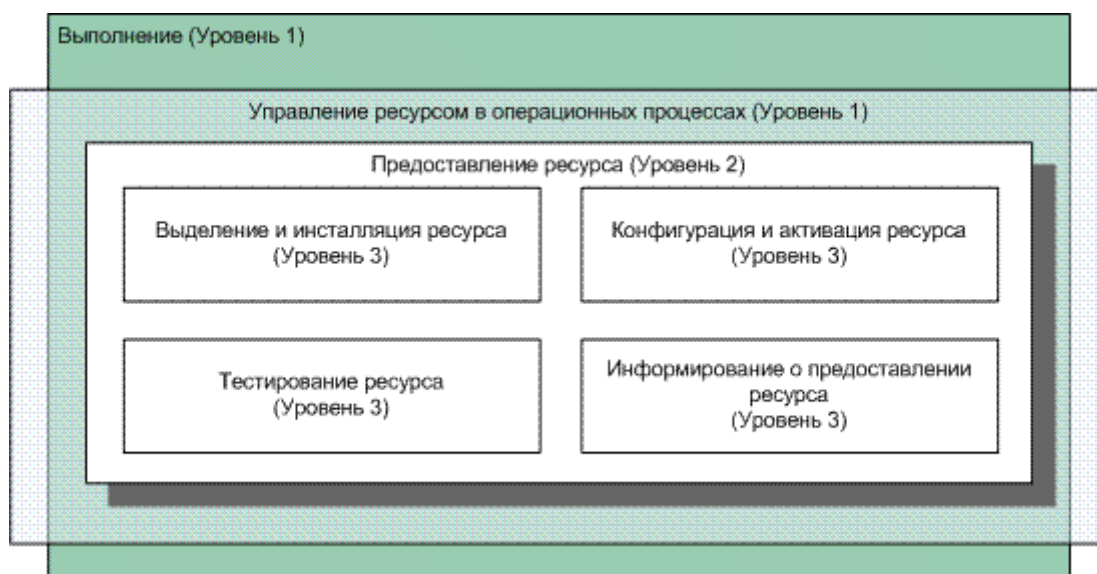 Выполнение (Уровень 1)
Управление ресурсом в операционных процессах (Уровень 1)
Предоставление ресурса (Уровень 2)
Выделение и инсталляция ресурса
(Уровень 3)
Конфигурация и активация ресурса
(Уровень 3)
Тестирование ресурса
(Уровень 3)
Информирование о предоставлении
ресурса
(Уровень 3)